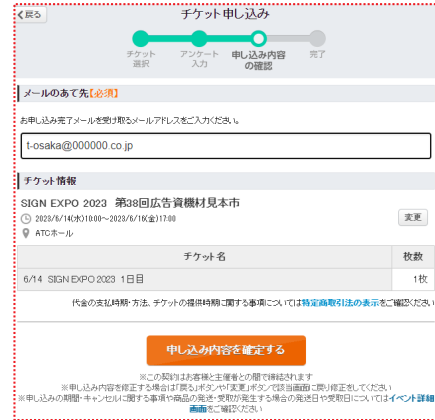 戻る
チケット申し込み
チケット
選択
アンケート
入力
申し込み内容
の確認
完了
メールのあて先【必須】
お申し込み完了メールを受け取るメールアドレスをご入力ください。
t-osaka@000000.co.jp
チケット情報
SIGN EXPO 2023　第38回広告資機材見本市
2023/6/14(水)10:00～2023/6/16(金)17:00
変更
ATCホール
チケット名 枚数
6/14 SIGN EXPO 2023 1日目 1枚
代金の支払時期・方法、チケットの提供時期に関する事項については特定商取引法の表示をご確認ください
申し込み内容を確定する
※この契約はお客様と主催者との間で締結されます
※申し込み内容を修正する場合は「戻る」ボタンや「変更」ボタンで該当画面に戻り修正をしてください
※申し込みの期間・キャンセルに関する事項や商品の発送・受取が発生する場合の発送日や受取日についてはイベント詳細
画面をご確認ください